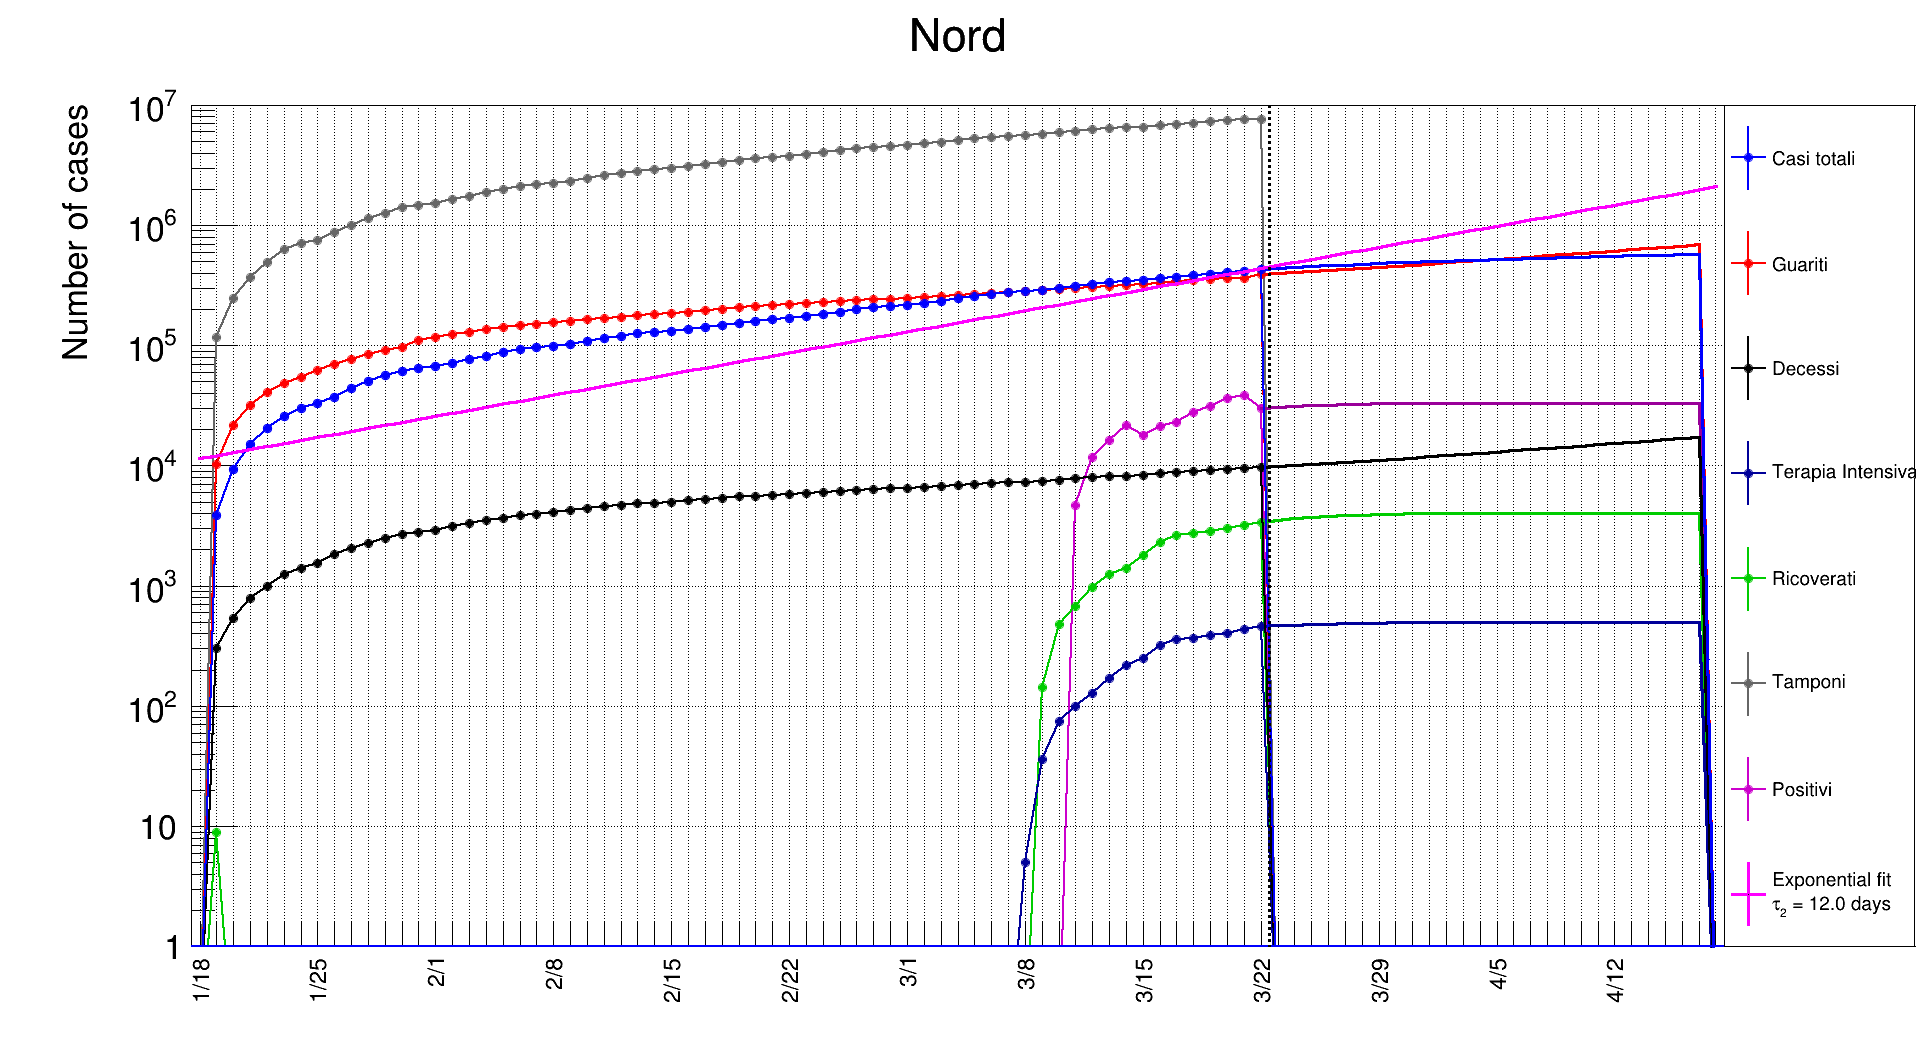 Nord
Number of cases
10^7
10^6
10^5
10^4
10^3
10^2
10
1
1/18
1/25
2/1
2/8
2/15
2/22
3/1
3/8
3/15
3/22
3/29
4/5
4/12
Casi totali
Guariti
Decessi
Terapia Intensiva
Ricoverati
Tamponi
Positivi
Exponential fit
τ₂ = 12.0 days